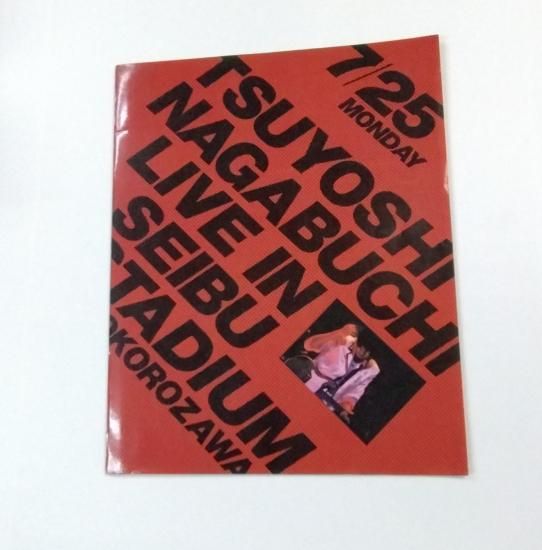 7/25
MONDAY
TSUYOSHI
NAGABUCHI
LIVE IN
SEIBU
STADIUM
TOKOROZAWA